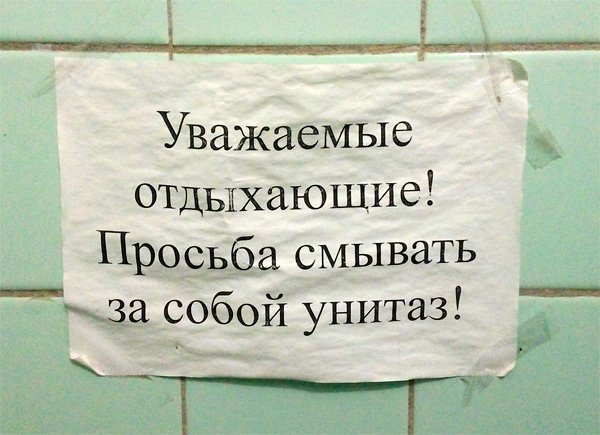 Уважаемые
отдыхающие!
Просьба смывать
за собой унитаз!